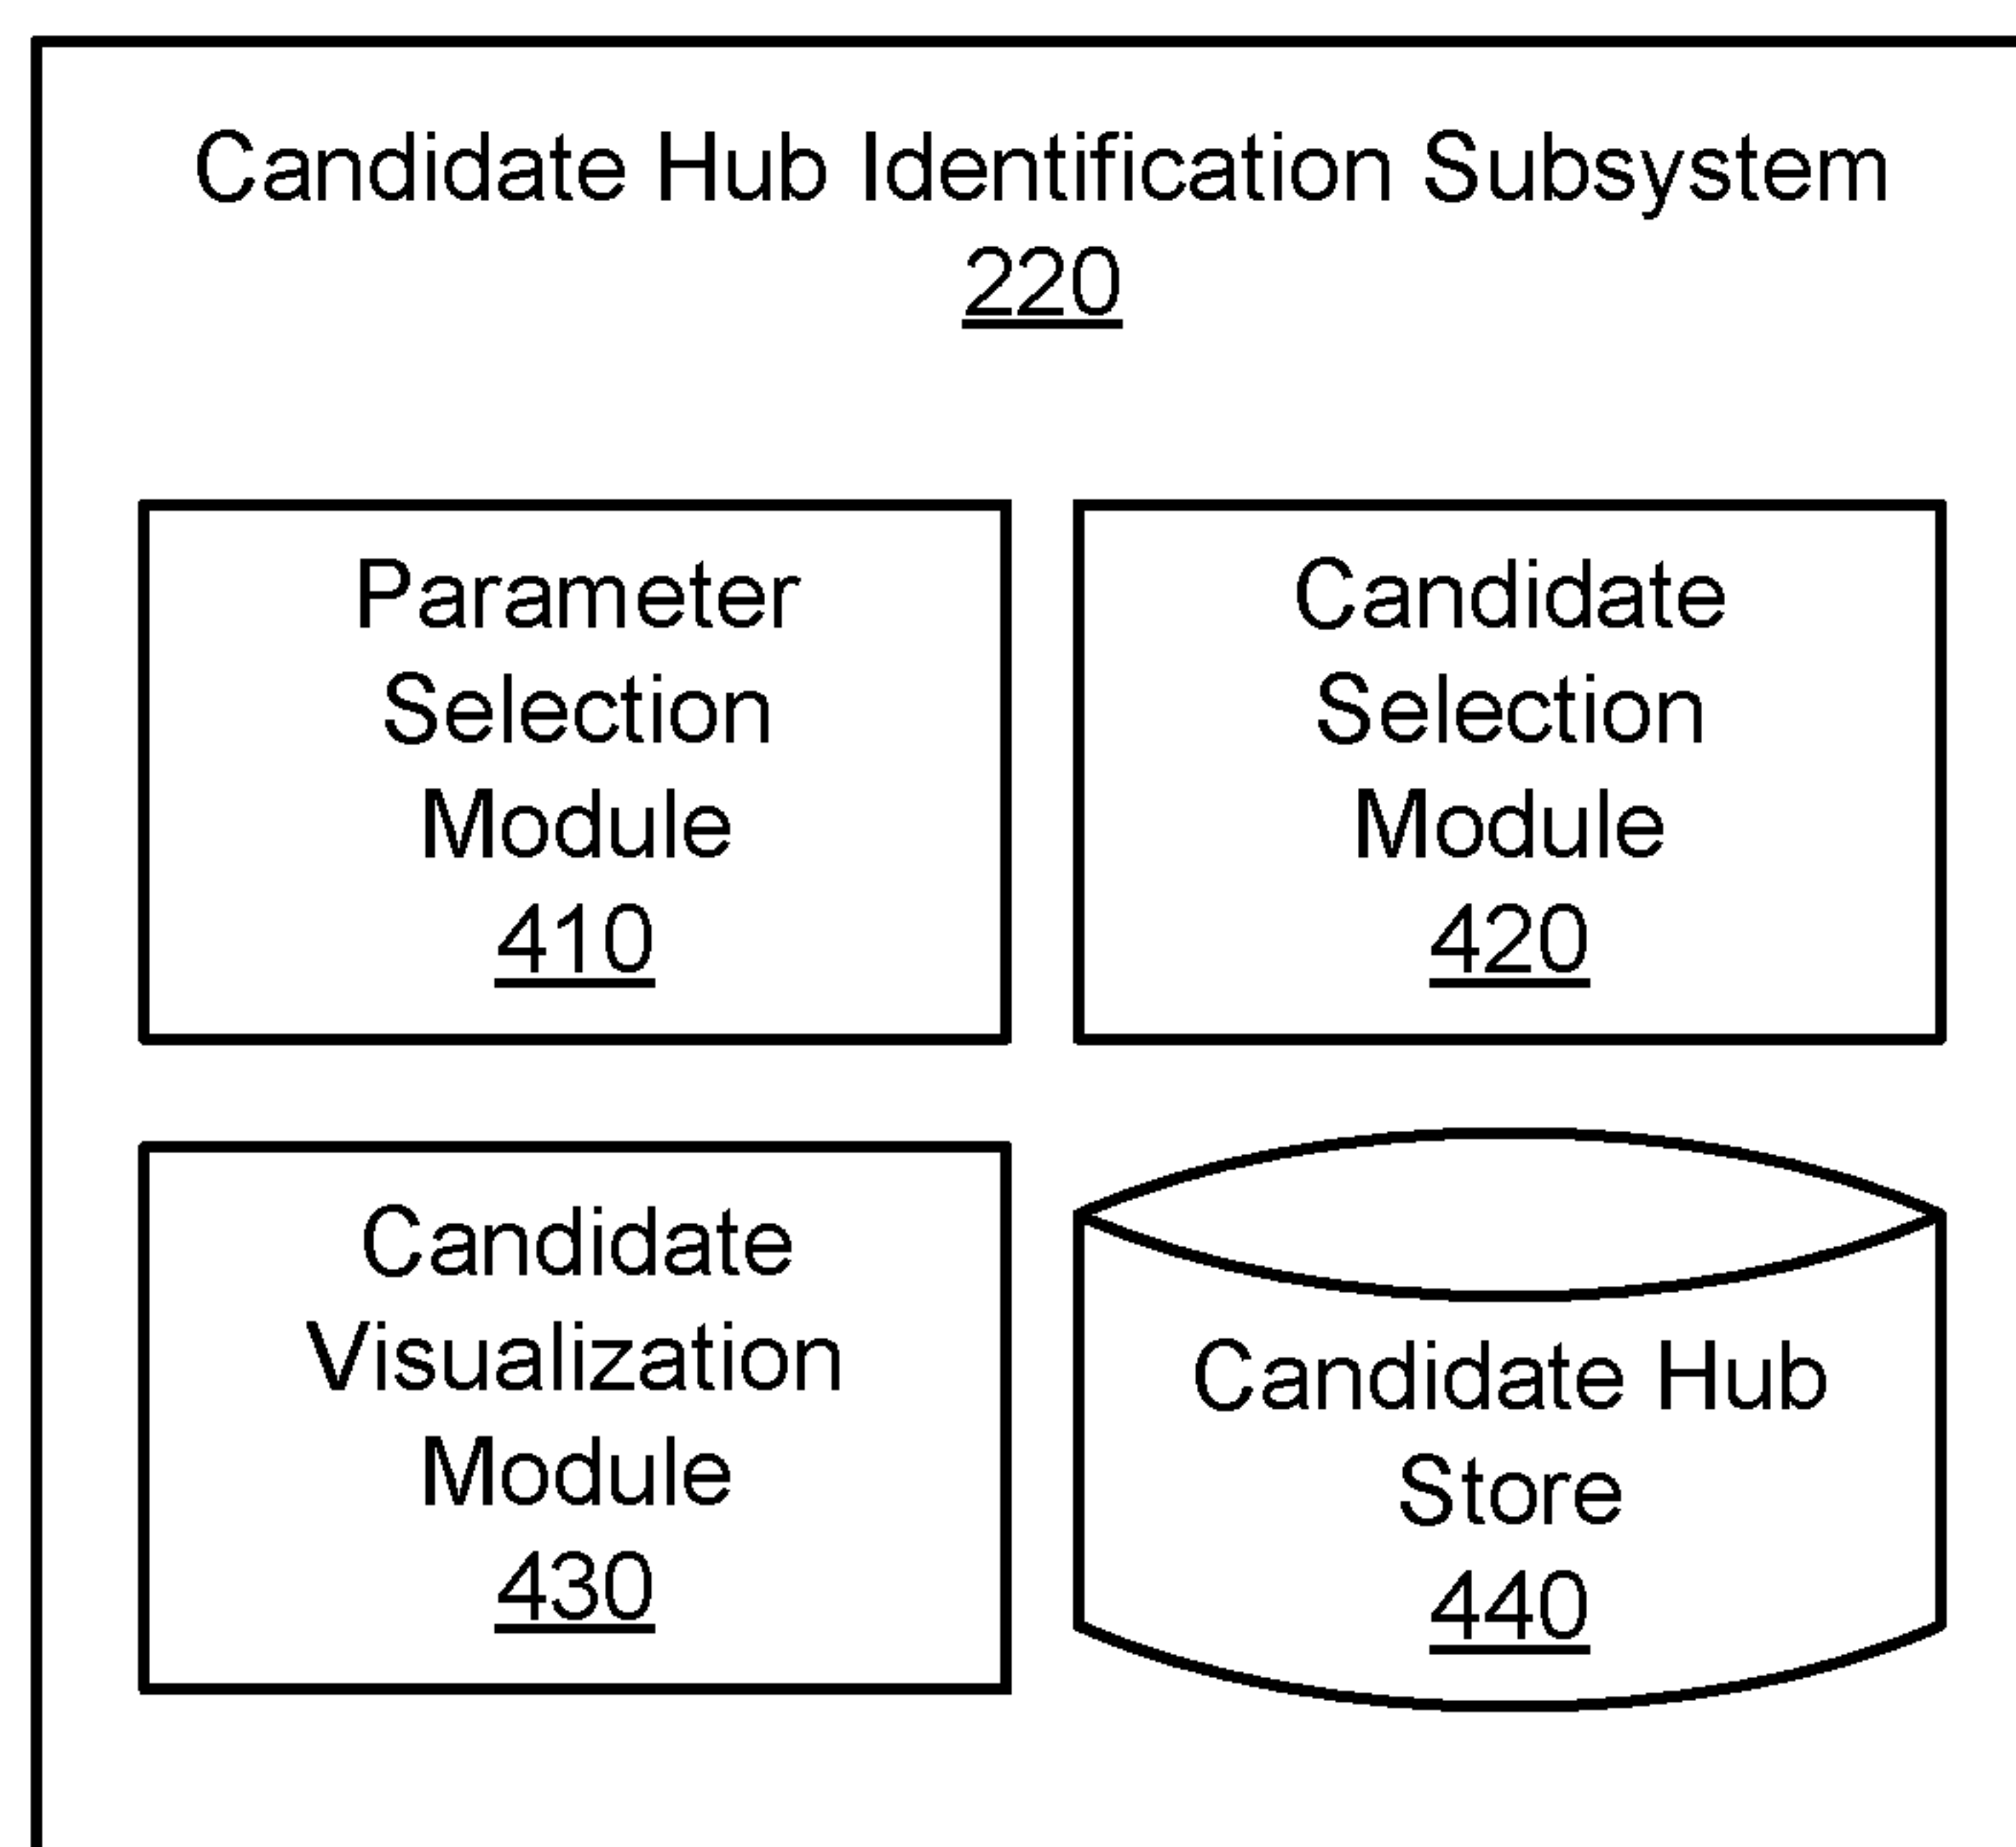 Candidate Hub Identification Subsystem
220
Parameter
Selection
Module
410
Candidate
Selection
Module
420
Candidate
Visualization
Module
430
Candidate Hub
Store
440